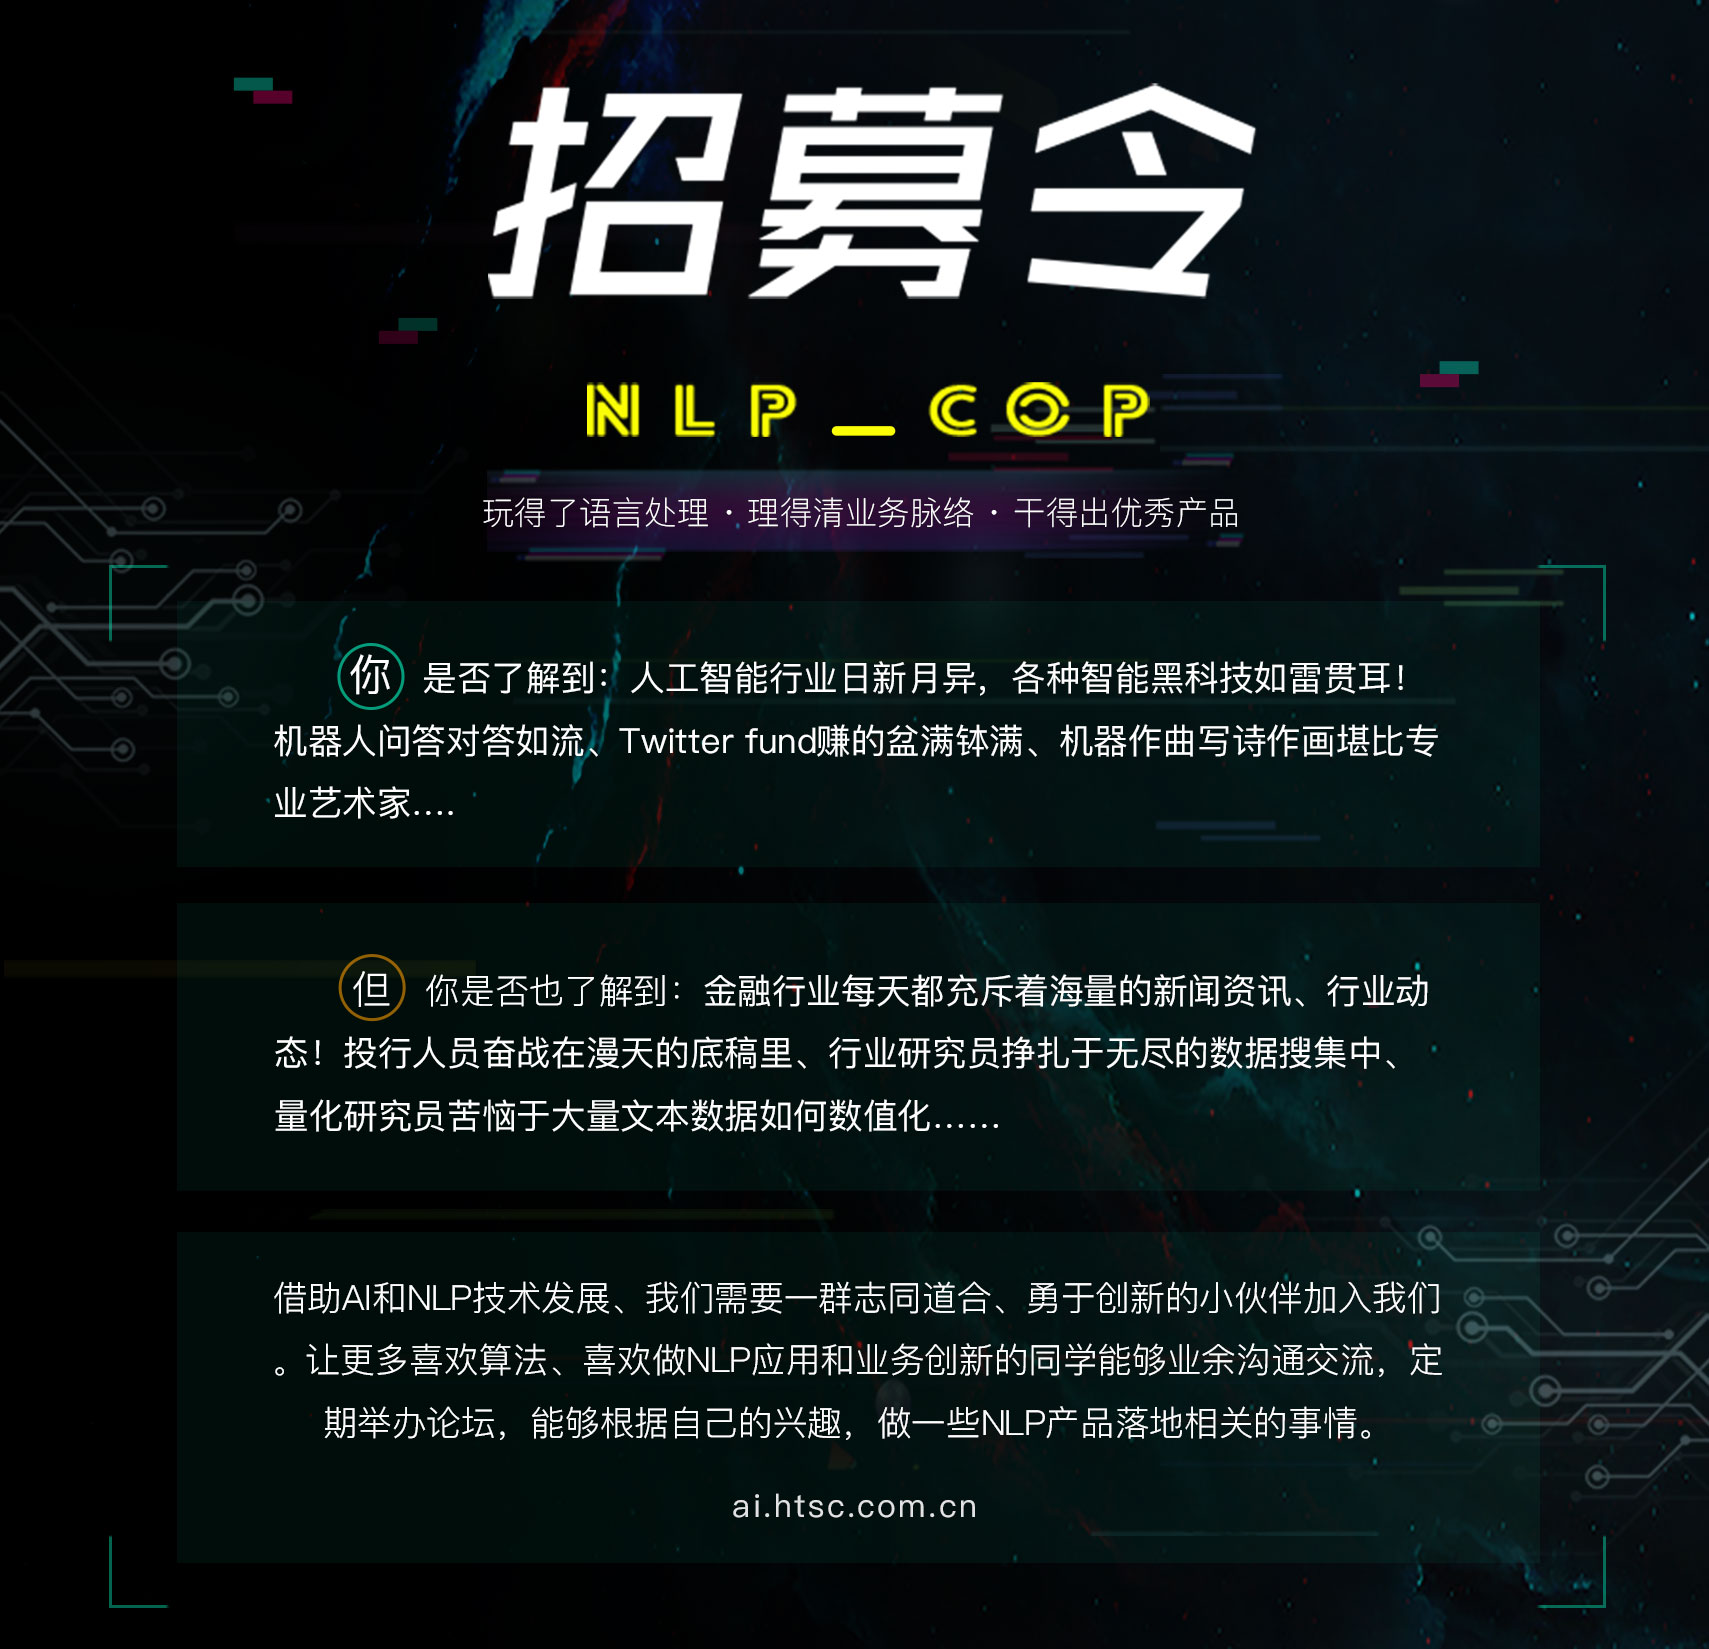 招募令
NLP_COP
玩得了语言处理 · 理得清业务脉络 · 干得出优秀产品
你 是否了解到：人工智能行业日新月异，各种智能黑科技如雷贯耳！
机器人问答对答如流、Twitter fund赚的盆满钵满、机器作曲写诗作画堪比专
业艺术家....
但 你是否也了解到：金融行业每天都充斥着海量的新闻资讯、行业动
态！投行人员奋战在漫天的底稿里、行业研究员挣扎于无尽的数据搜集中、
量化研究员苦恼于大量文本数据如何数值化......
借助AI和NLP技术发展、我们需要一群志同道合、勇于创新的小伙伴加入我们
。让更多喜欢算法、喜欢做NLP应用和业务创新的同学能够业余沟通交流，定
期举办论坛，能够根据自己的兴趣，做一些NLP产品落地相关的事情。
ai.htsc.com.cn